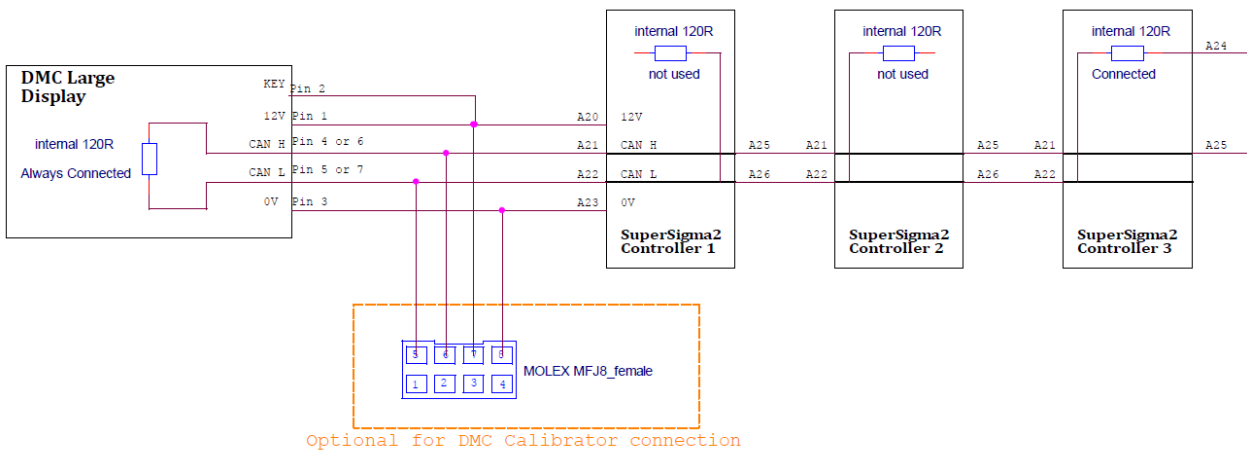 DMC Large
Display
internal 120R
Always Connected
KEY Pin 2
12V Pin 1
CAN H Pin 4 or 6
CAN L Pin 5 or 7
0V Pin 3
internal 120R
not used
A20 12V
A21 CAN H A25
A22 CAN L A26
A23 0V
SuperSigma2
Controller 1
internal 120R
not used
A21 A25
A22 A26
SuperSigma2
Controller 2
internal 120R
Connected
A24
A21 A25
A22
SuperSigma2
Controller 3
5 6 7 8
1 2 3 4
MOLEX MFJ8_female
Optional for DMC Calibrator connection